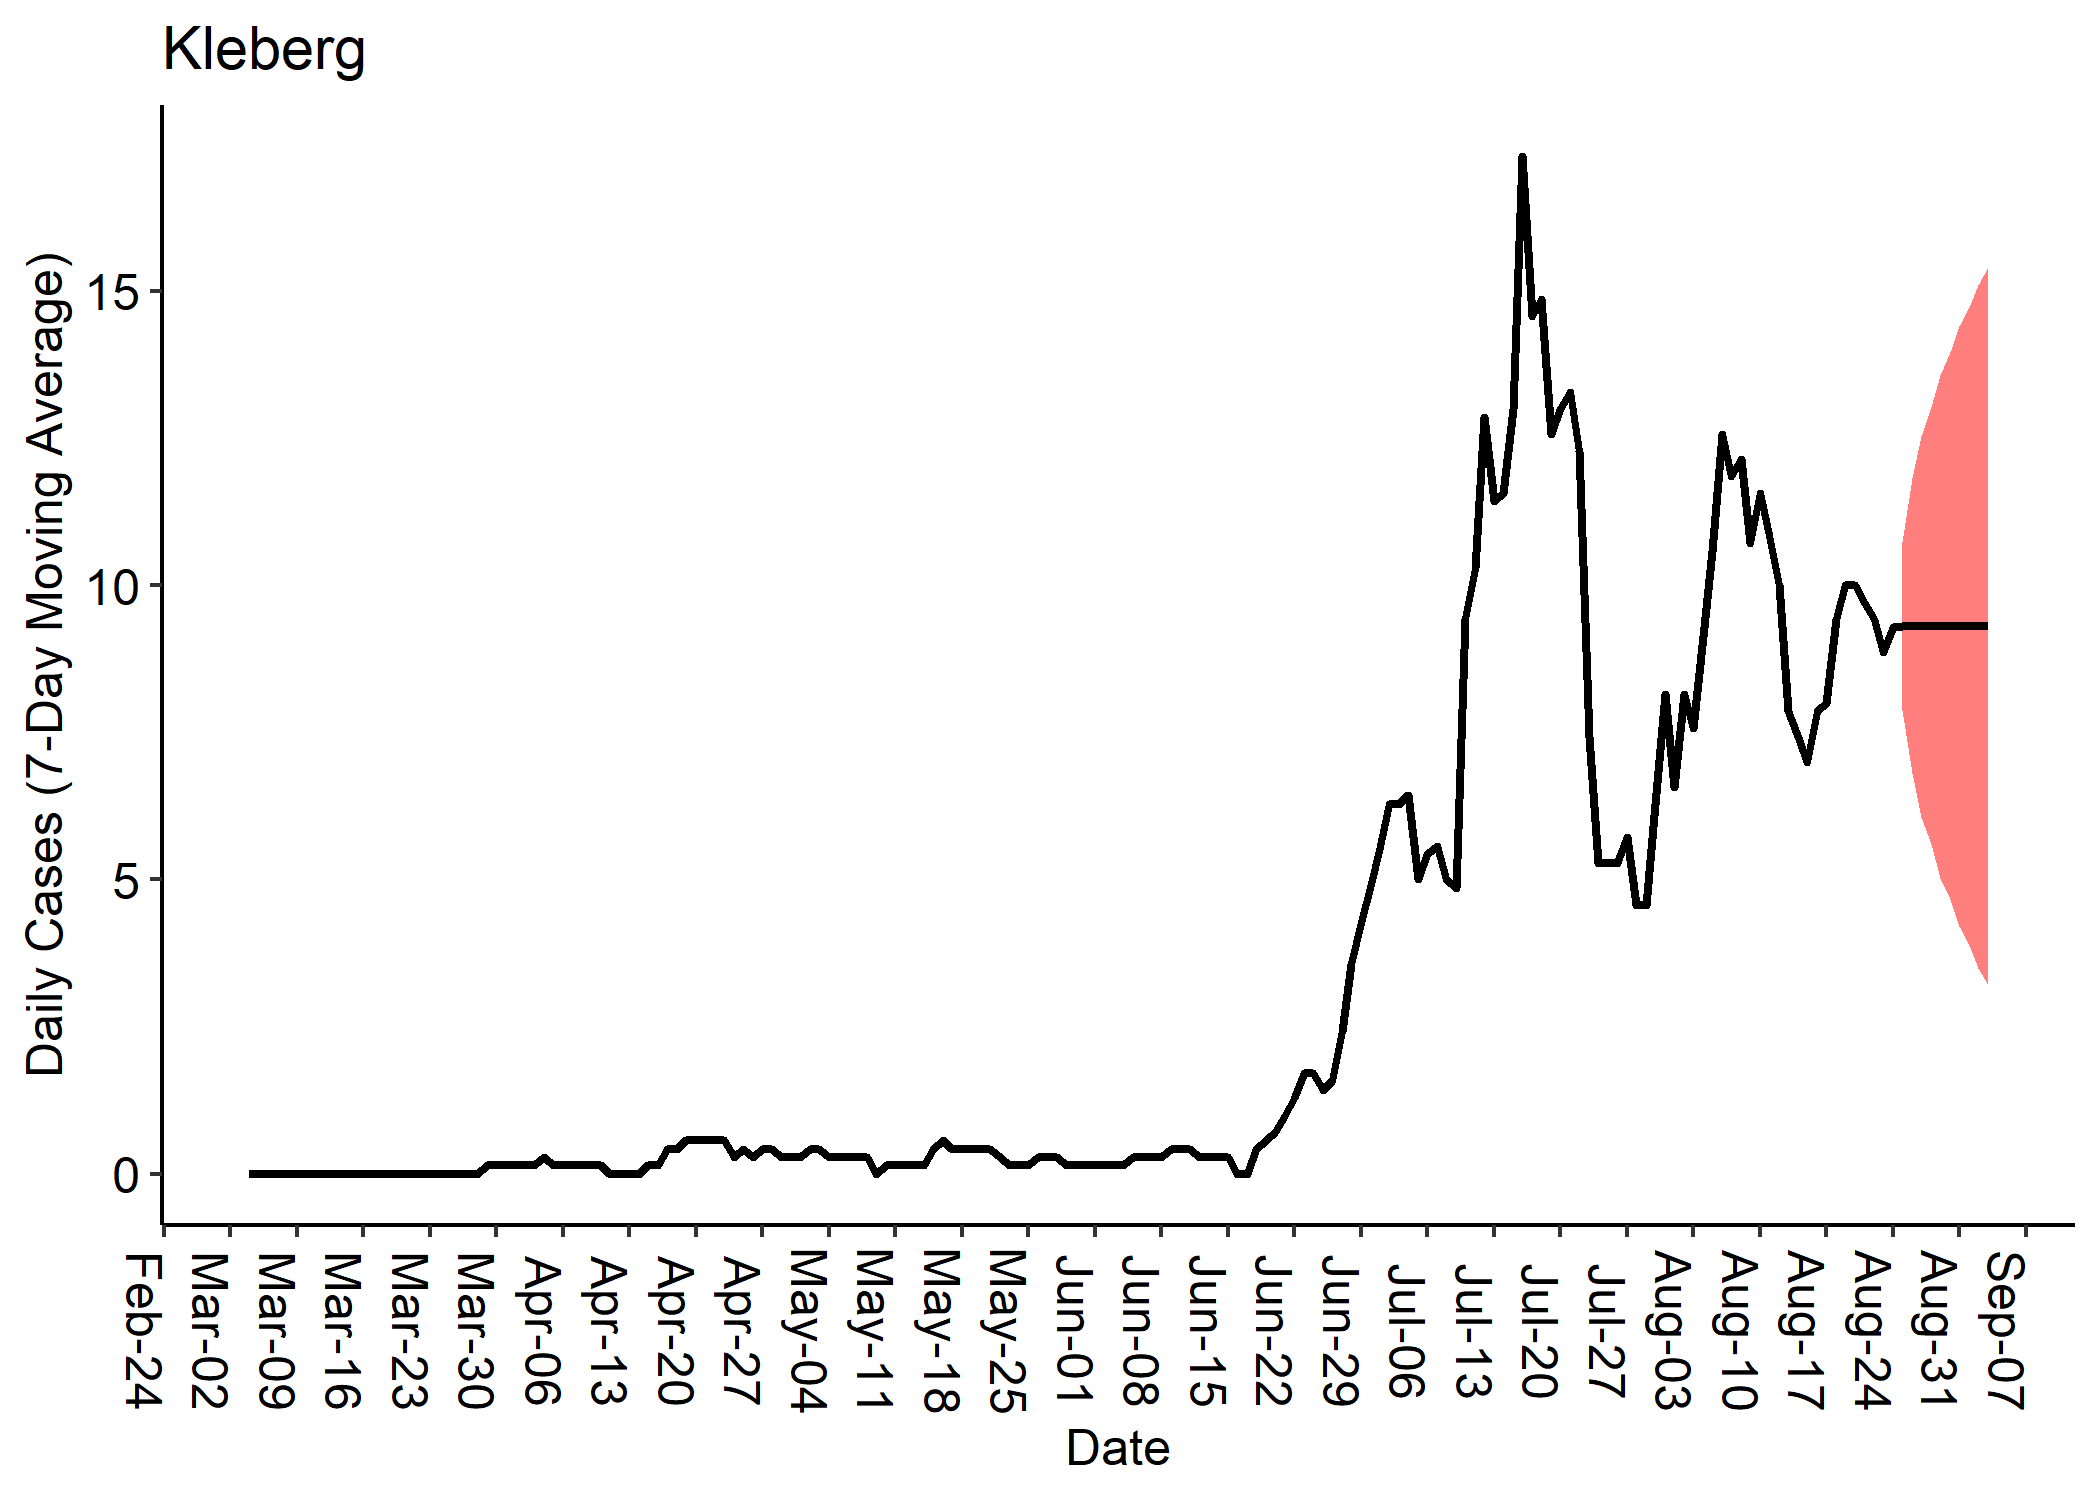 Kleberg
Daily Cases (7-Day Moving Average)
15
10
5
0
Feb-24
Mar-02
Mar-09
Mar-16
Mar-23
Mar-30
Apr-06
Apr-13
Apr-20
Apr-27
May-04
May-11
May-18
May-25
Jun-01
Jun-08
Jun-15
Jun-22
Jun-29
Jul-06
Jul-13
Jul-20
Jul-27
Aug-03
Aug-10
Aug-17
Aug-24
Aug-31
Sep-07
Date